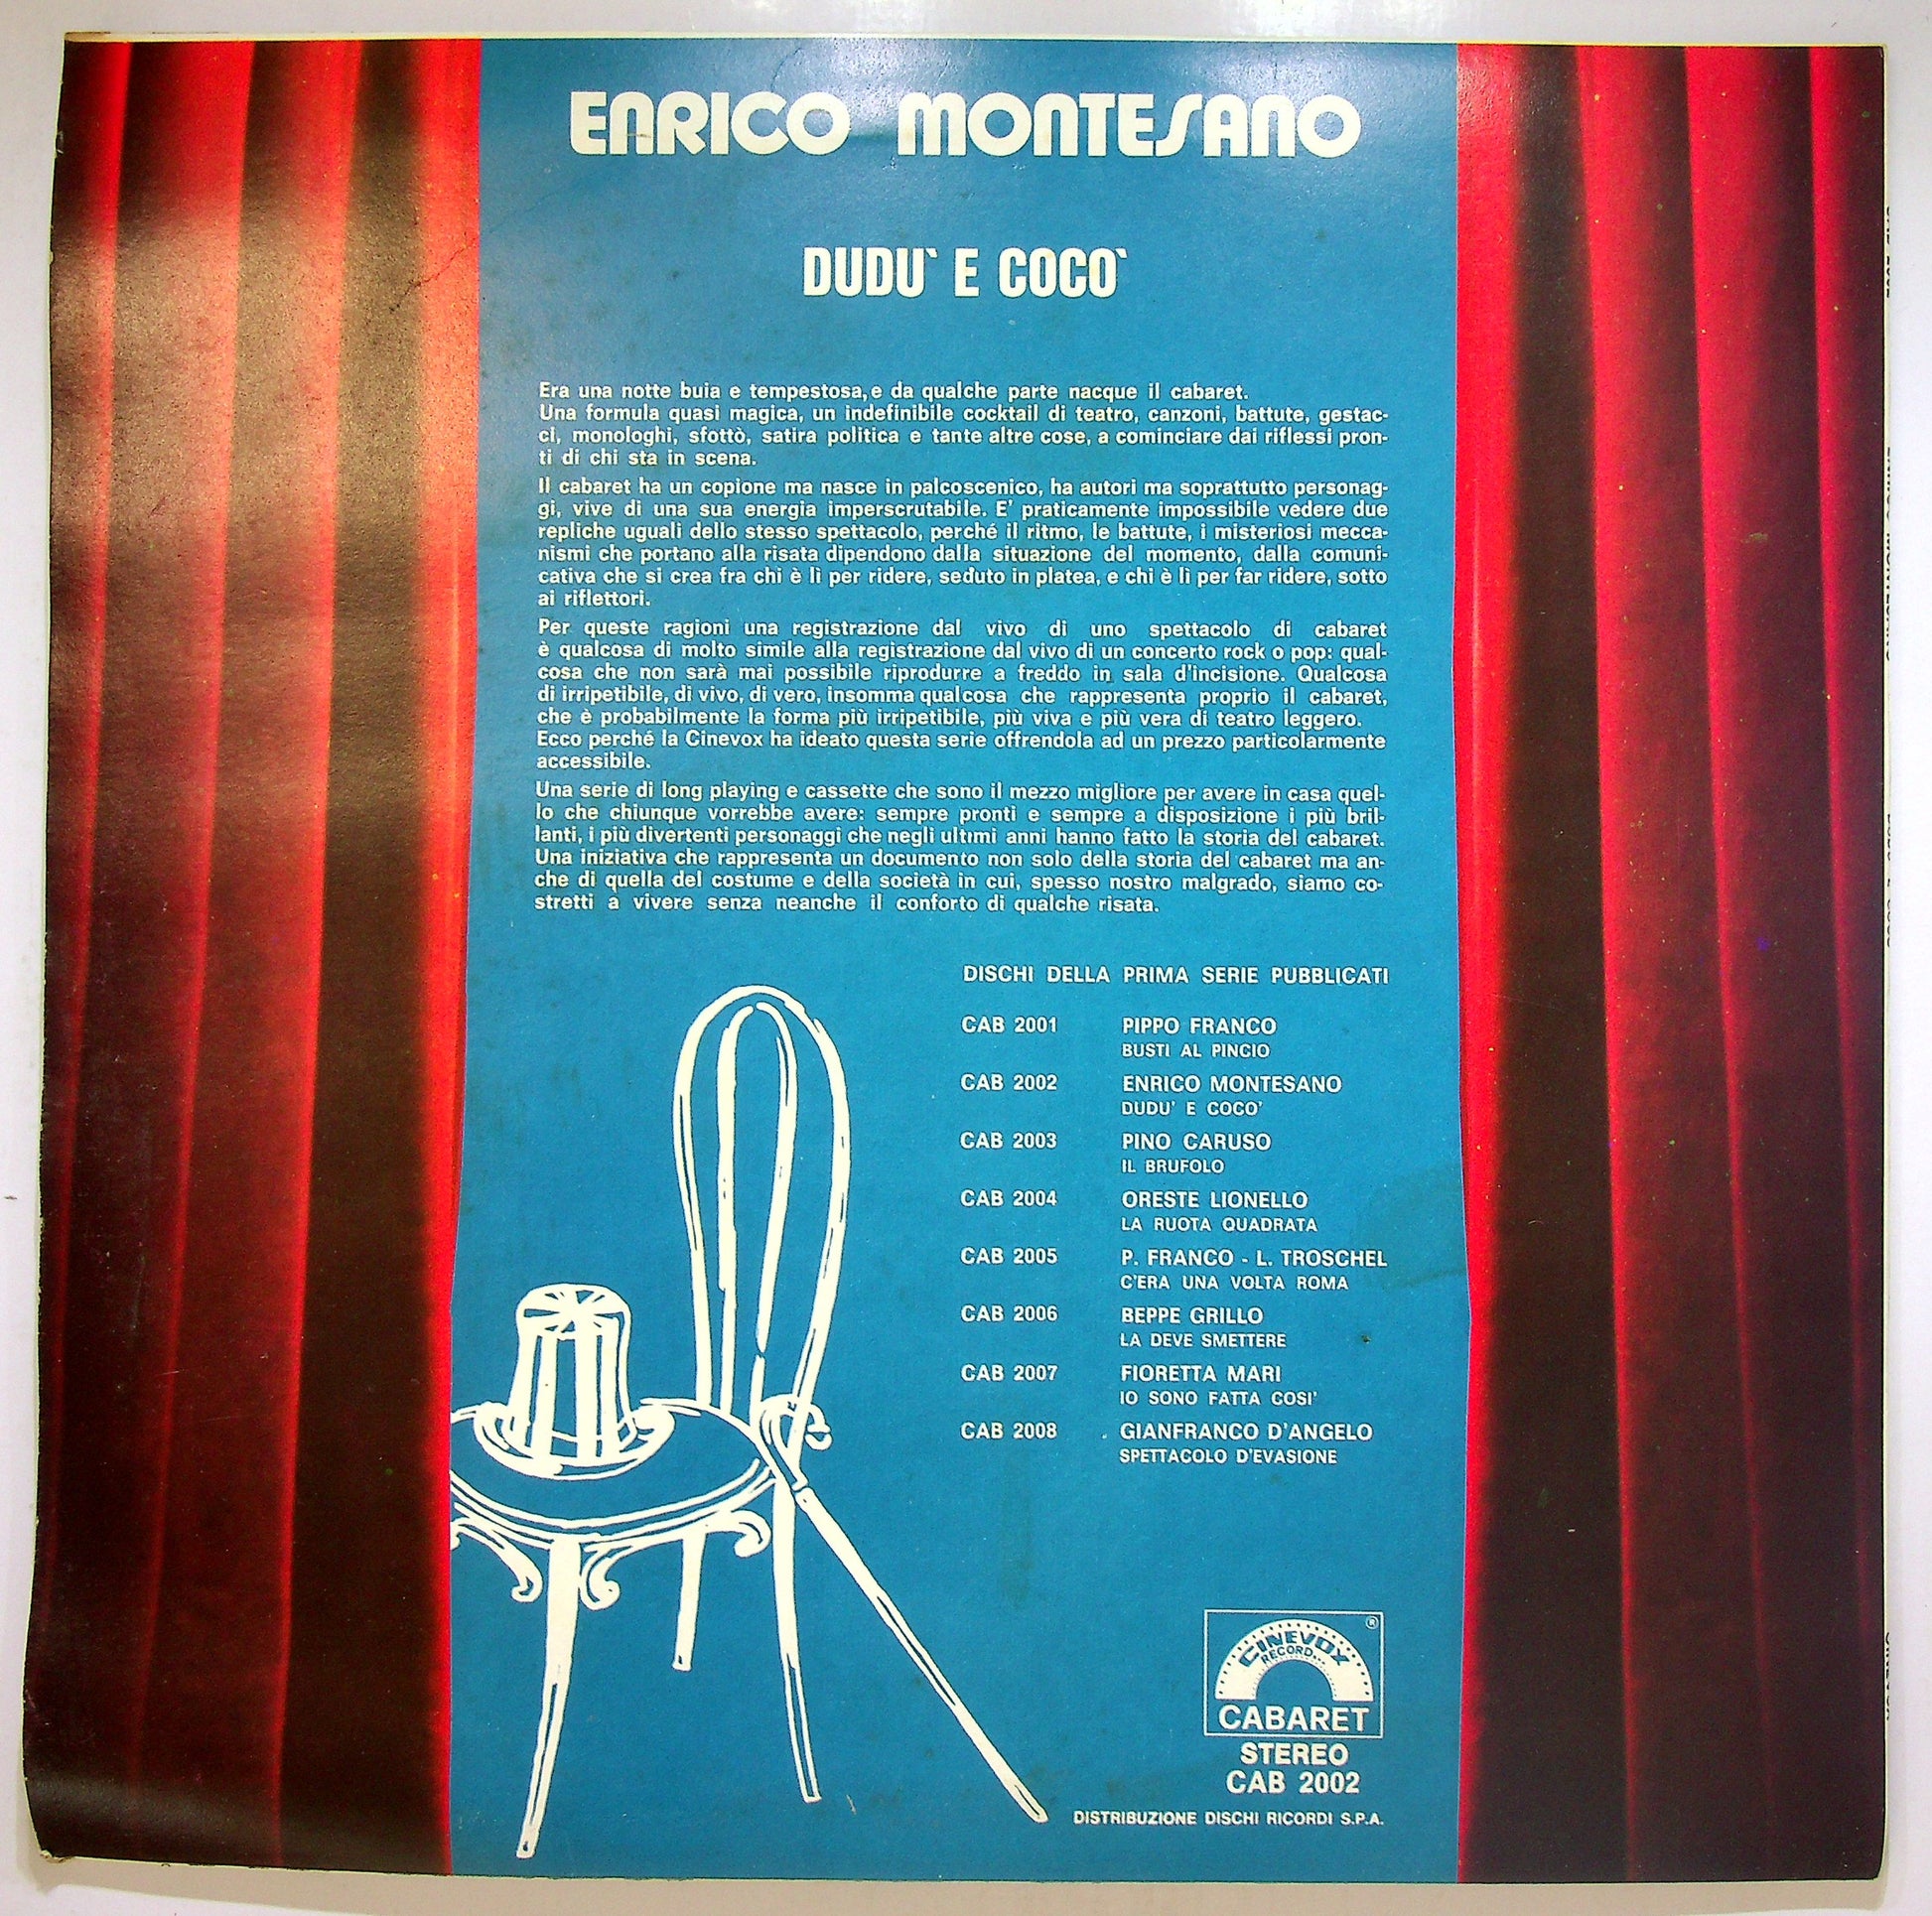 ENRICO MONTESANO
DUDU` E COCO`
Era una notte buia e tempestosa, e da qualche parte nacque il cabaret.
Una formula quasi magica, un indefinibile cocktail di teatro, canzoni, battute, gestac-
ci, monologhi, sfottò, satira politica e tante altre cose, a cominciare dai riflessi pron-
ti di chi sta in scena.
Il cabaret ha un copione ma nasce in palcoscenico, ha autori ma soprattutto personag-
gi, vive di una sua energia imperscrutabile. E' praticamente impossibile vedere due
repliche uguali dello stesso spettacolo, perché il ritmo, le battute, i misteriosi mecca-
nismi che portano alla risata dipendono dalla situazione del momento, dalla comuni-
cativa che si crea fra chi è lì per ridere, seduto in platea, e chi è lì per far ridere, sotto
ai riflettori.
Per queste ragioni una registrazione dal vivo di uno spettacolo di cabaret
è qualcosa di molto simile alla registrazione dal vivo di un concerto rock o pop: qual-
cosa che non sarà mai possibile riprodurre a freddo in sala d'incisione. Qualcosa
di irripetibile, di vivo, di vero, insomma qualcosa che rappresenta proprio il cabaret,
che è probabilmente la forma più irripetibile, più viva e più vera di teatro leggero.
Ecco perché la Cinevox ha ideato questa serie offrendola ad un prezzo particolarmente
accessibile.
Una serie di long playing e cassette che sono il mezzo migliore per avere in casa quel-
lo che chiunque vorrebbe avere: sempre pronti e sempre a disposizione i più bril-
lanti, i più divertenti personaggi che negli ultimi anni hanno fatto la storia del cabaret.
Una iniziativa che rappresenta un documento non solo della storia del cabaret ma an-
che di quella del costume e della società in cui, spesso nostro malgrado, siamo co-
stretti a vivere senza neanche il conforto di qualche risata.
DISCHI DELLA PRIMA SERIE PUBBLICATI
CAB 2001 PIPPO FRANCO
BUSTI AL PINCIO
CAB 2002 ENRICO MONTESANO
DUDU' E COCO'
CAB 2003 PINO CARUSO
IL BRUFOLO
CAB 2004 ORESTE LIONELLO
LA RUOTA QUADRATA
CAB 2005 P. FRANCO - L. TROSCHEL
C'ERA UNA VOLTA ROMA
CAB 2006 BEPPE GRILLO
LA DEVE SMETTERE
CAB 2007 FIORETTA MARI
IO SONO FATTA COSI'
CAB 2008 GIANFRANCO D'ANGELO
SPETTACOLO D'EVASIONE
CINEVOX
RECORD...
®
CABARET
STEREO
CAB 2002
DISTRIBUZIONE DISCHI RICORDI S.P.A.